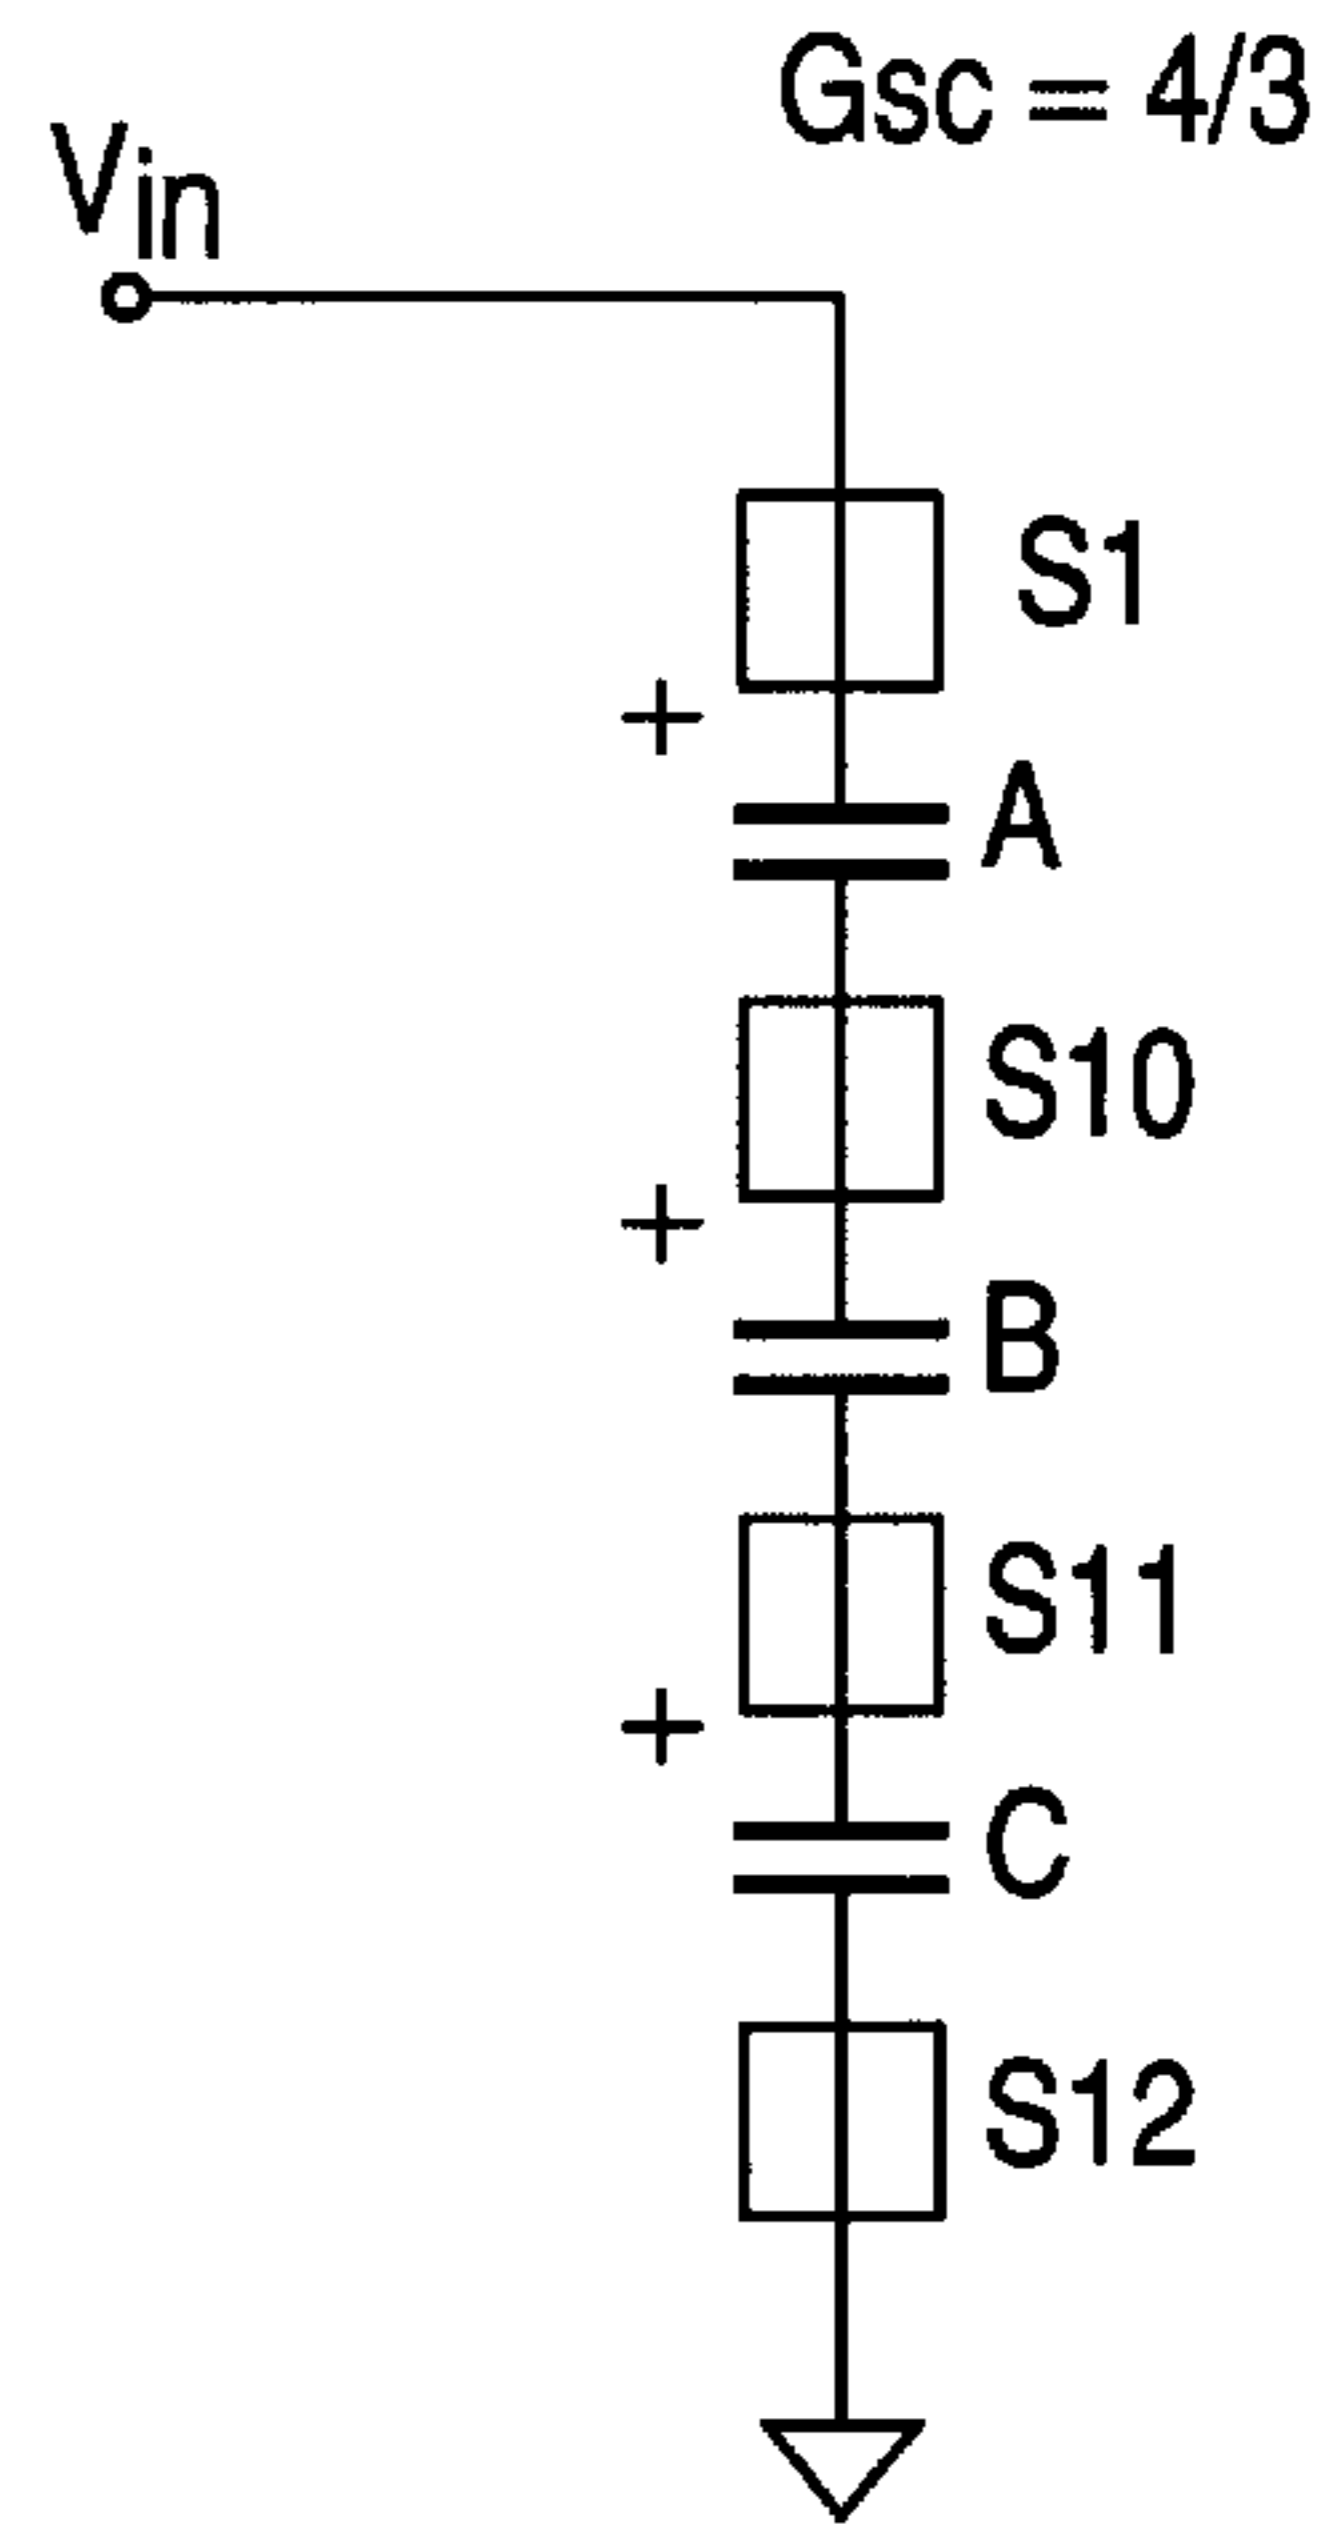 Gsc = 4/3
Vin
S1
+
A
S10
+
B
S11
+
C
S12